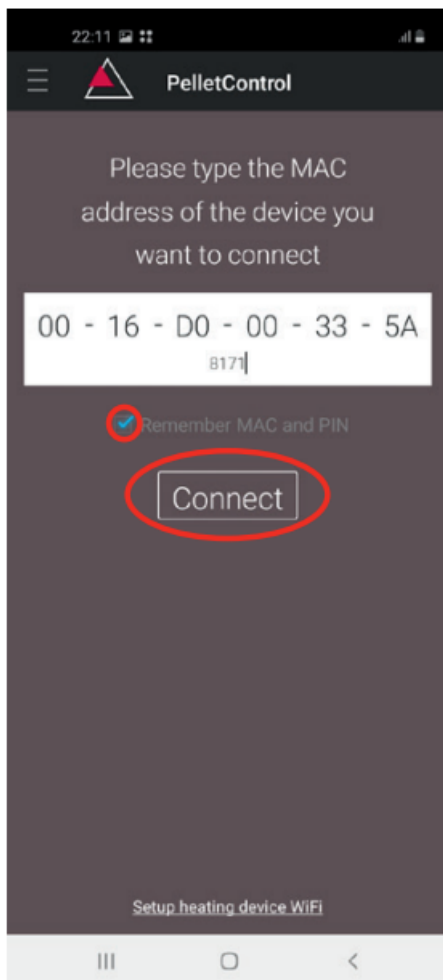 22:11
PelletControl
Please type the MAC
address of the device you
want to connect
00 - 16 - D0 - 00 - 33 - 5A
8171
Remember MAC and PIN
Connect
Setup heating device WiFi